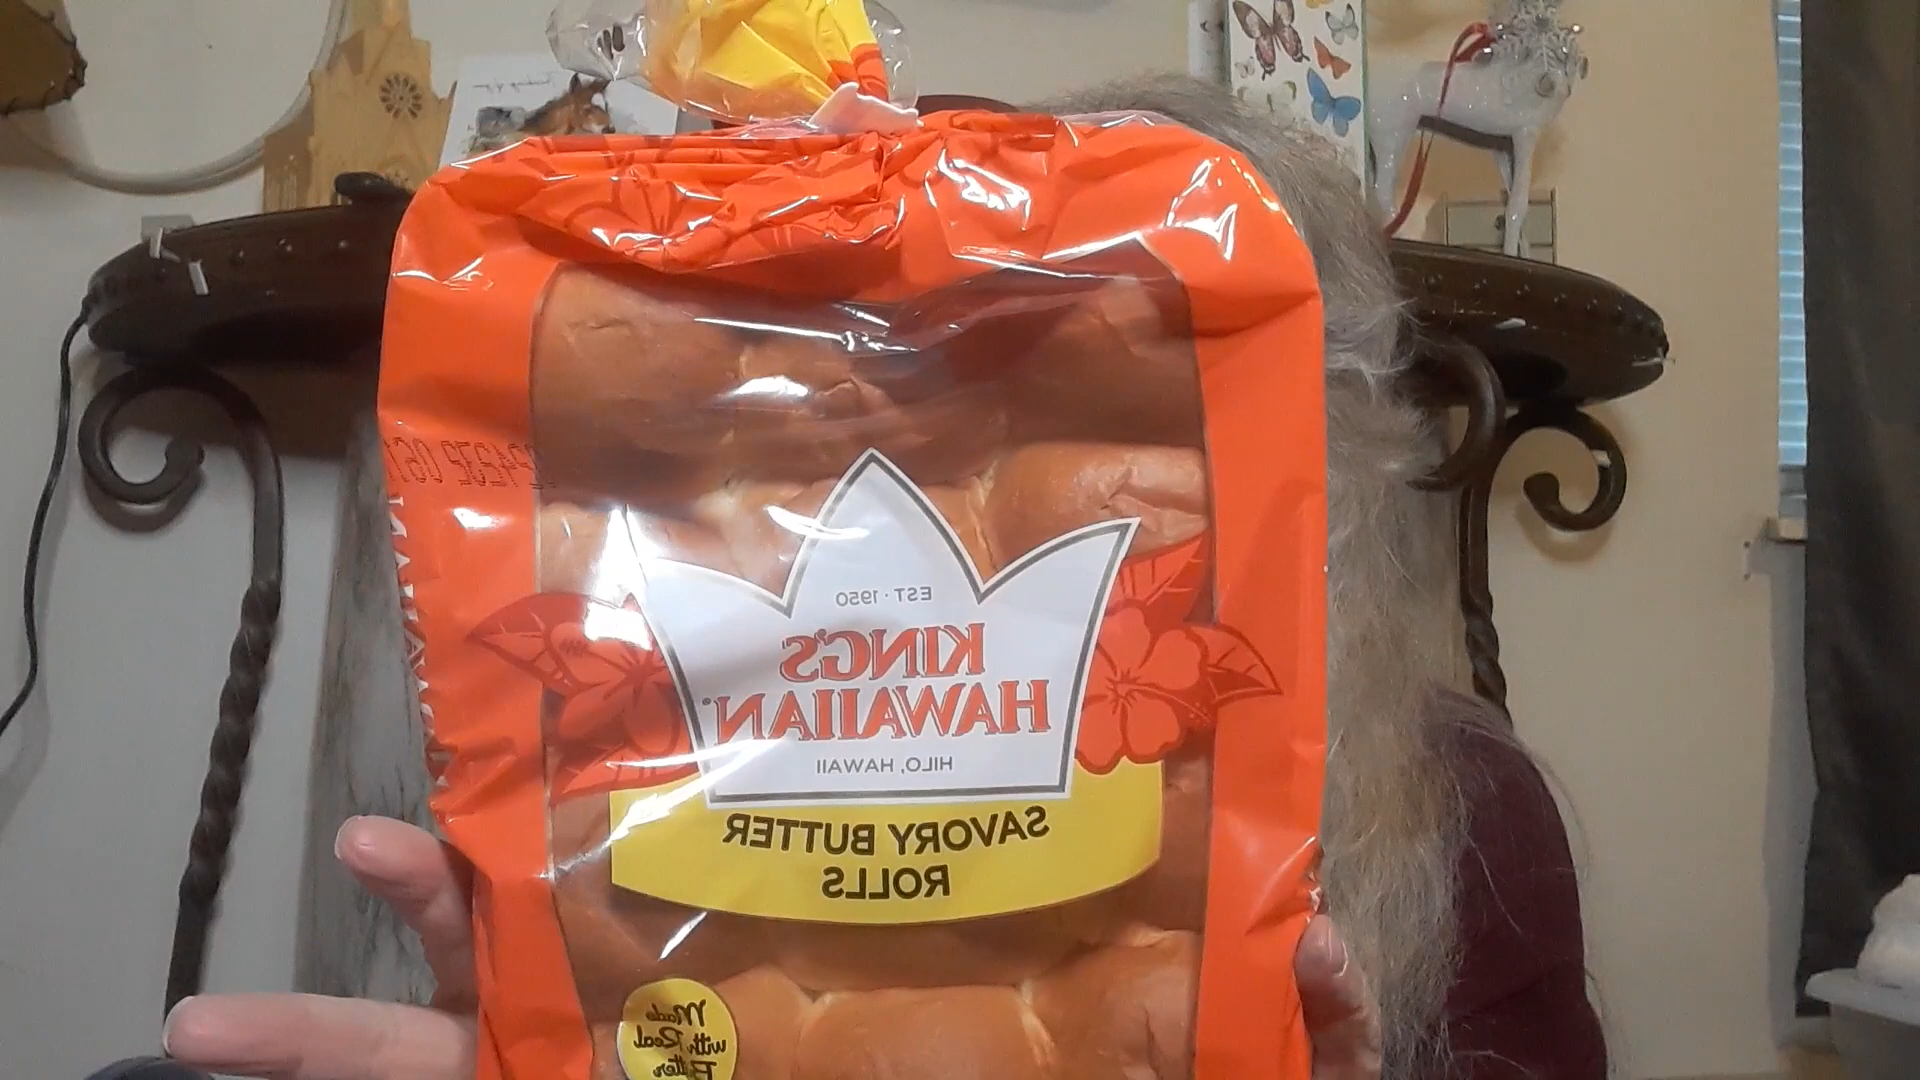 EST · 1950
KING'S
HAWAIIAN®
HILO, HAWAII
SAVORY BUTTER
ROLLS
Made
with Real
Butter